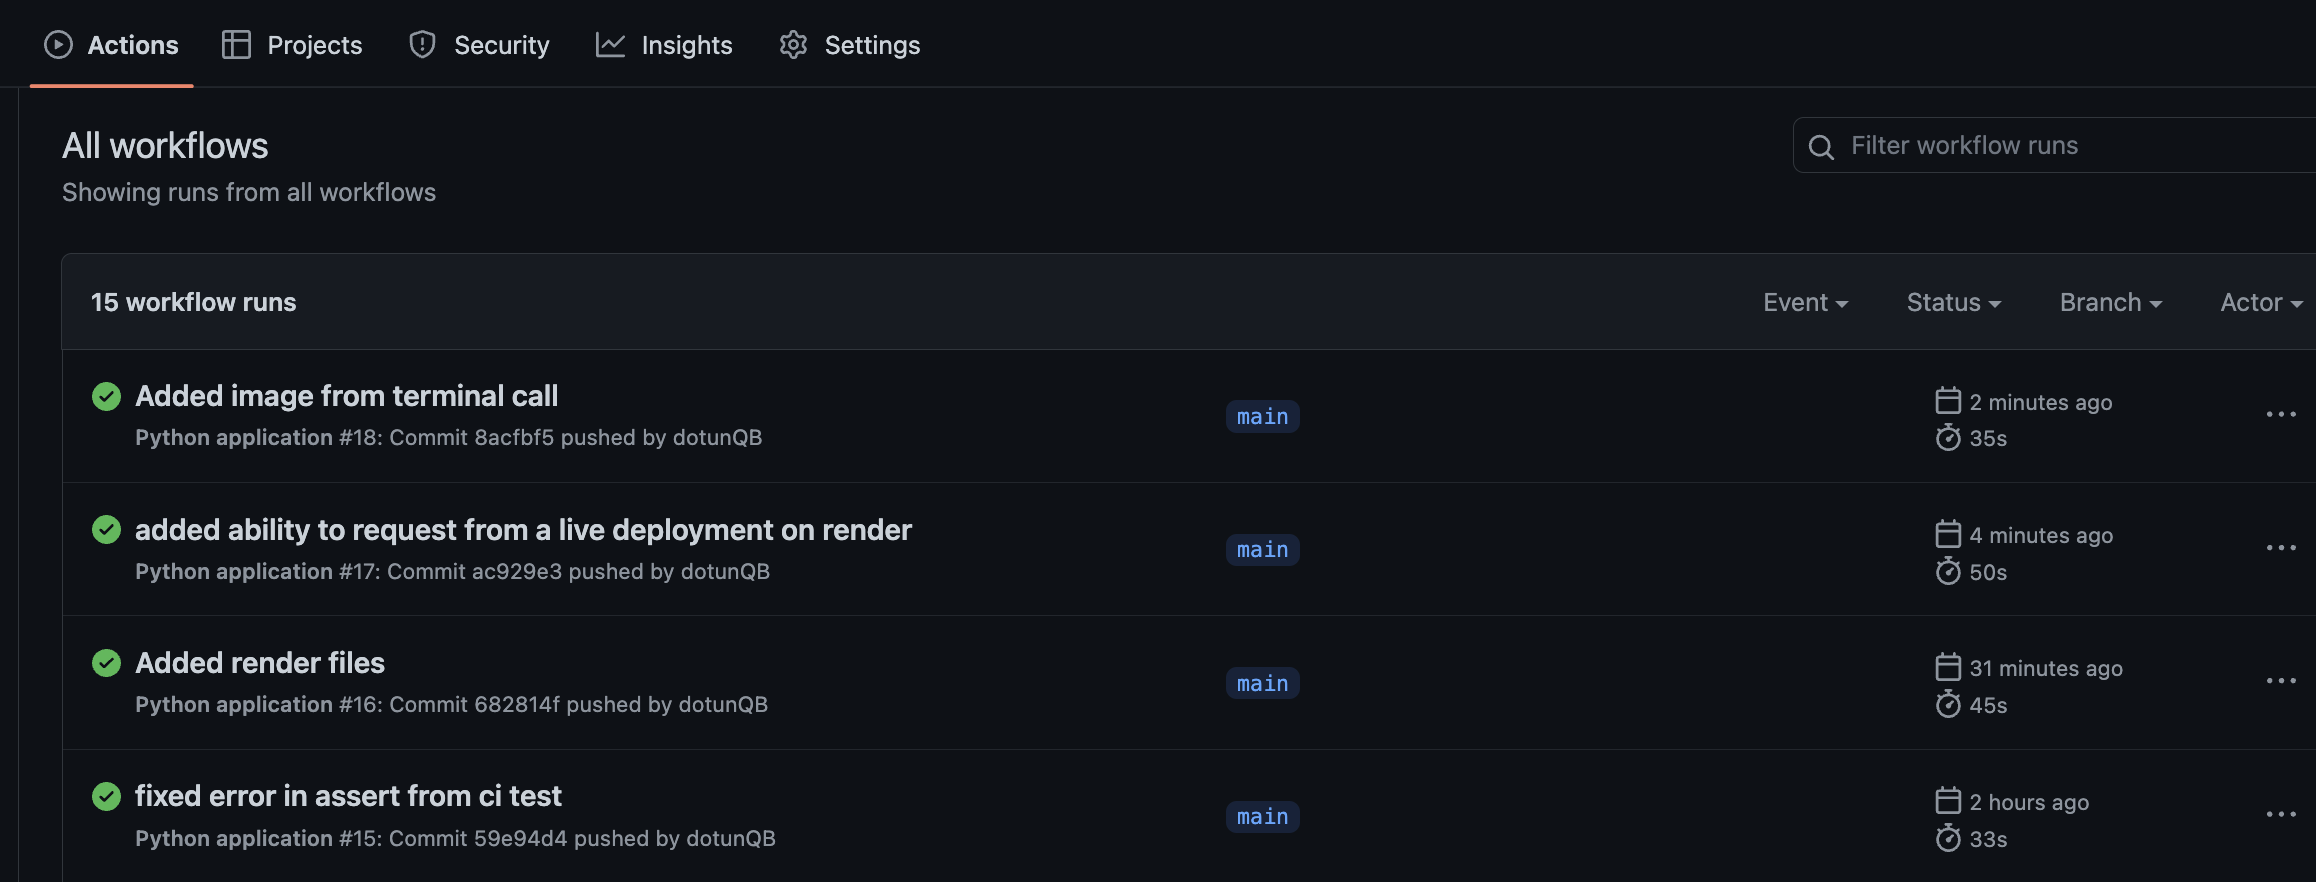 Actions Projects Security Insights Settings
All workflows
Filter workflow runs
Showing runs from all workflows
15 workflow runs Event Status Branch Actor
Added image from terminal call
Python application #18: Commit 8acfbf5 pushed by dotunQB
main
2 minutes ago
35s
added ability to request from a live deployment on render
Python application #17: Commit ac929e3 pushed by dotunQB
main
4 minutes ago
50s
Added render files
Python application #16: Commit 682814f pushed by dotunQB
main
31 minutes ago
45s
fixed error in assert from ci test
Python application #15: Commit 59e94d4 pushed by dotunQB
main
2 hours ago
33s